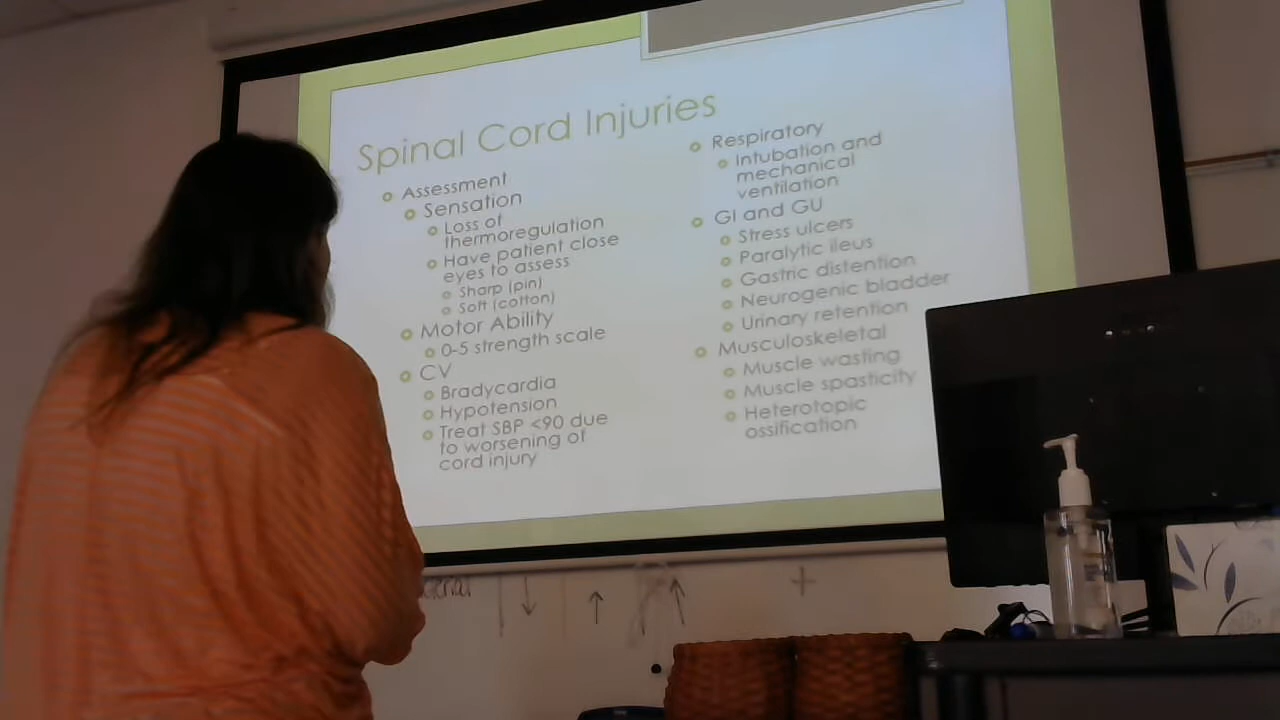 Spinal Cord Injuries
Assessment
Sensation
Loss of
thermoregulation
Have patient close
eyes to assess
Sharp (pin)
Soft (cotton)
Motor Ability
0-5 strength scale
CV
Bradycardia
Hypotension
Treat SBP <90 due
to worsening of
cord injury
Respiratory
Intubation and
mechanical
ventilation
GI and GU
Stress ulcers
Paralytic ileus
Gastric distention
Neurogenic bladder
Urinary retention
Musculoskeletal
Muscle wasting
Muscle spasticity
Heterotopic
ossification